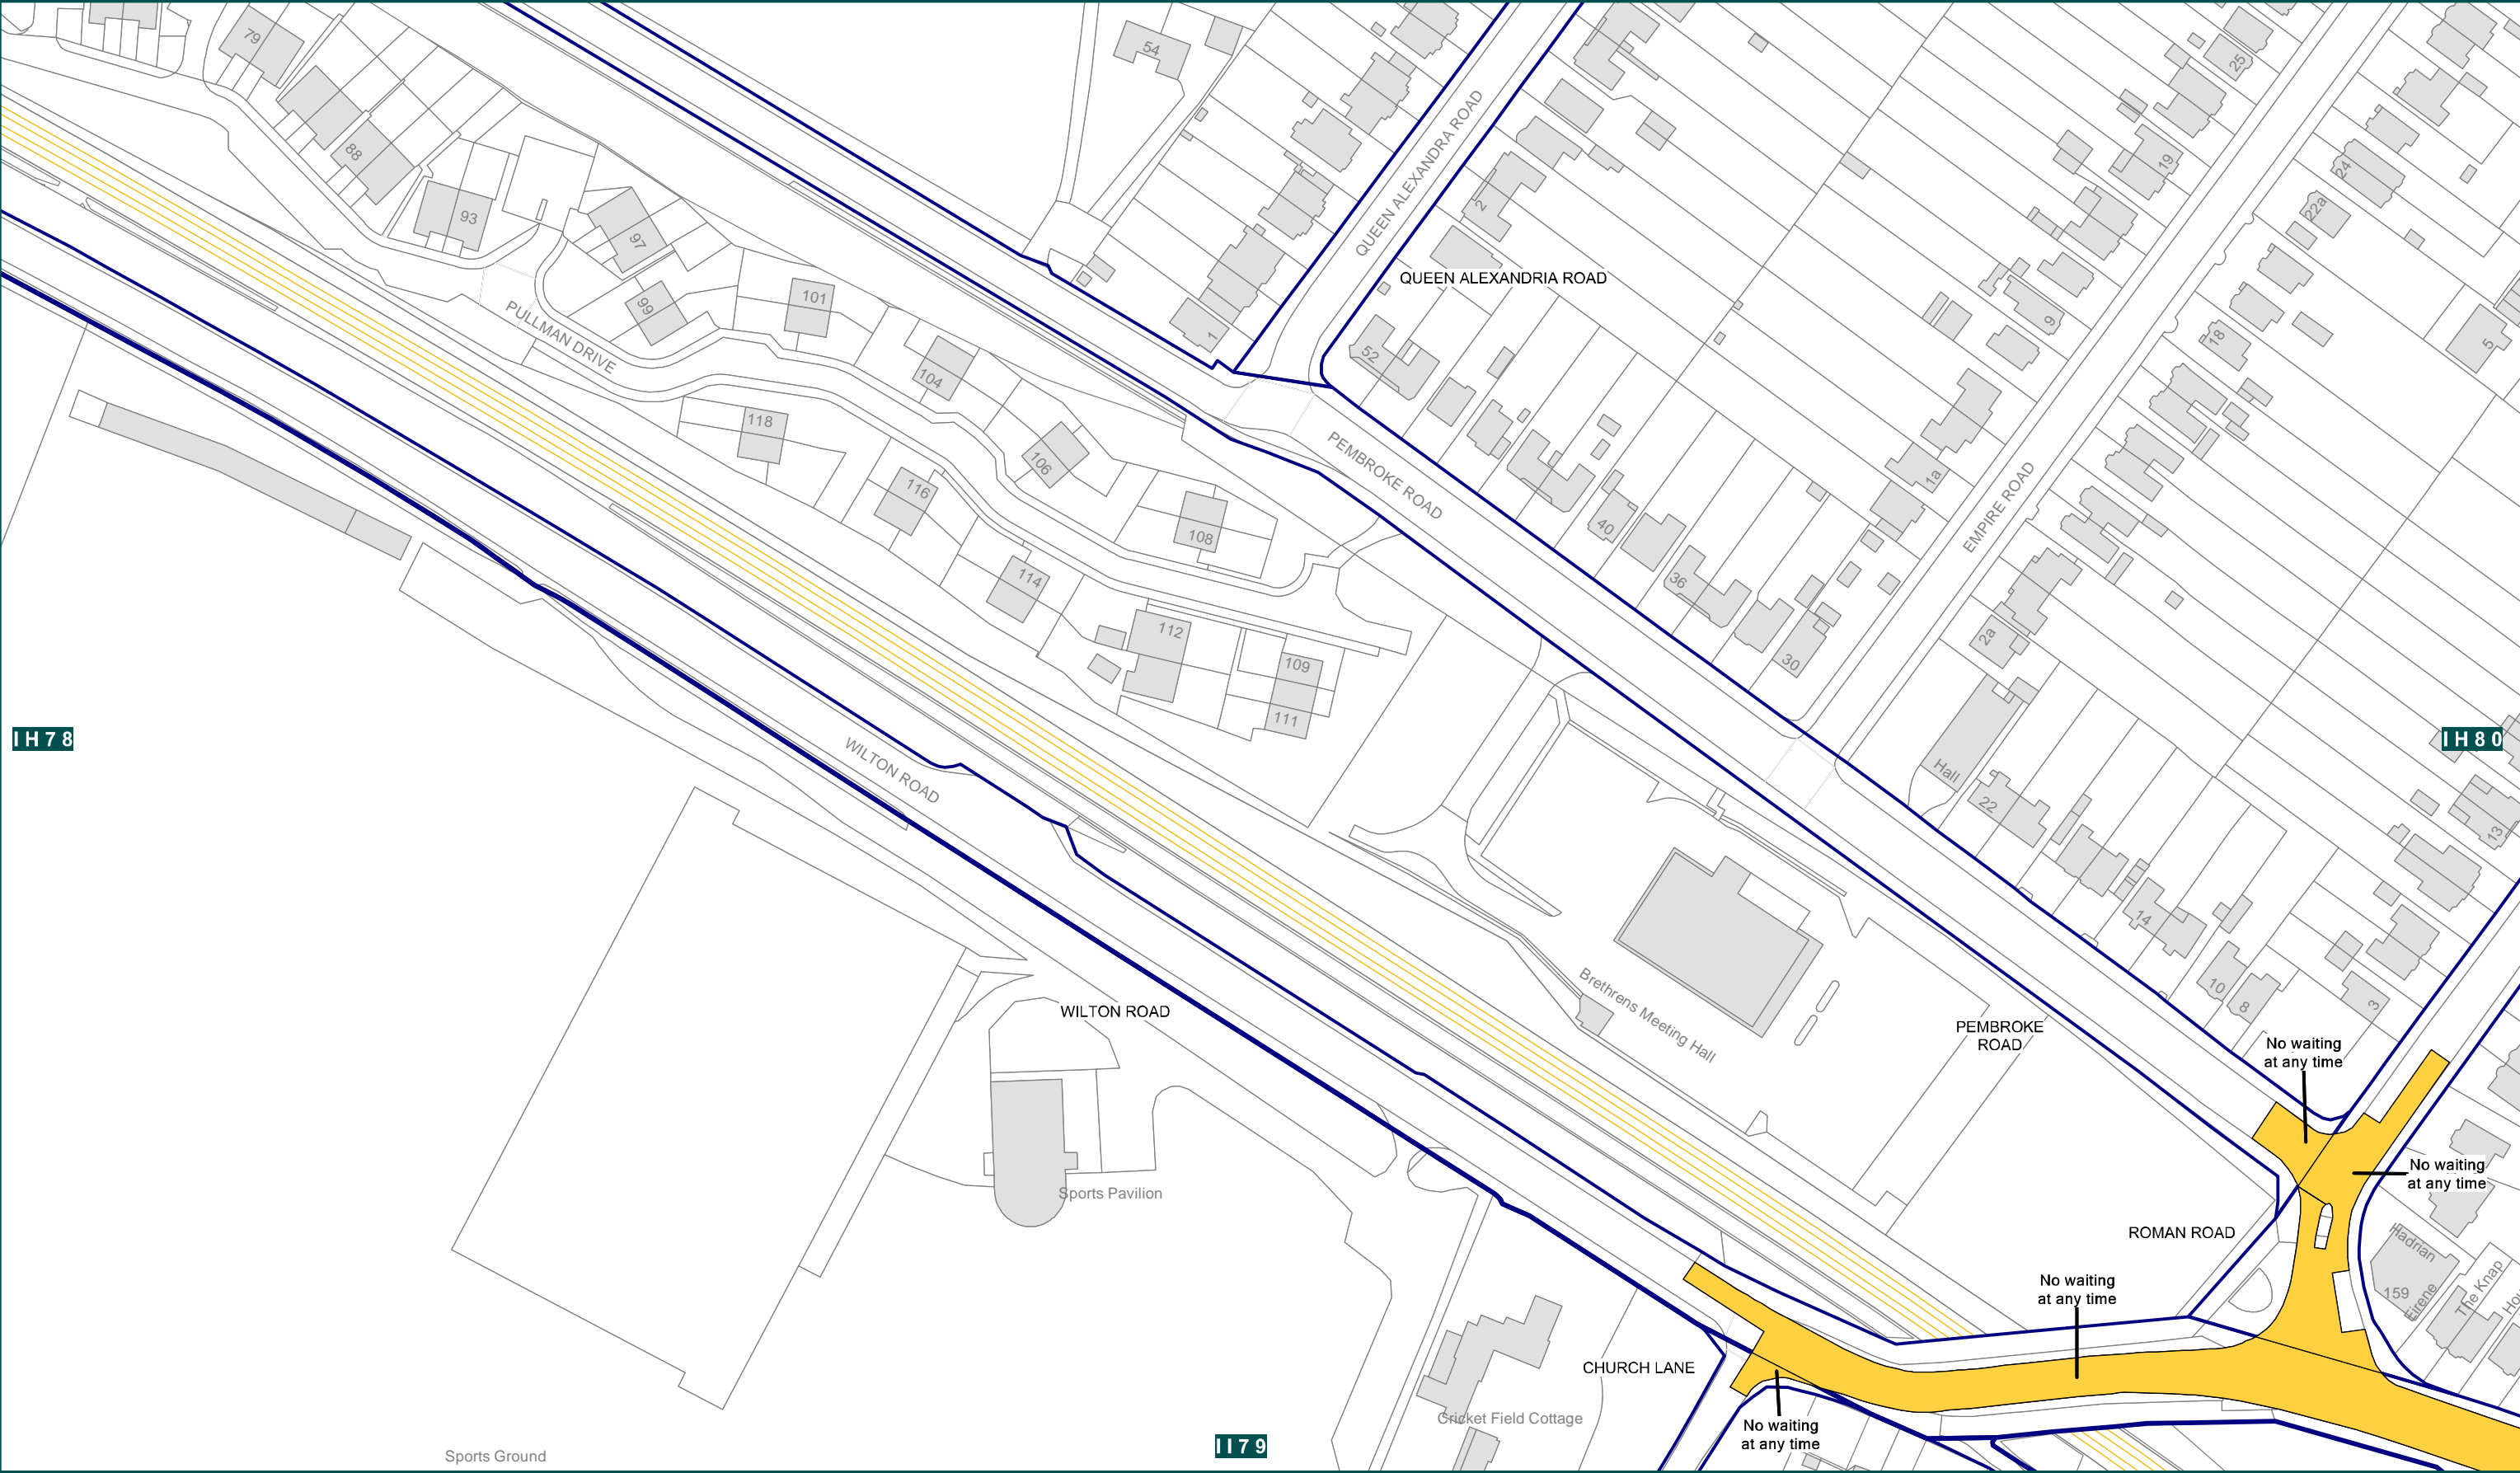 79
54
25
88
QUEEN ALEXANDRA ROAD
19
24
93
2
22a
97
QUEEN ALEXANDRIA ROAD
101
99
PULLMAN DRIVE
1
9
18
5
52
104
118
PEMBROKE ROAD
106
116
1a
EMPIRE ROAD
40
108
114
36
2a
112
30
109
111
IH78
IH80
WILTON ROAD
Hall
22
13
14
Brethrens Meeting Hall
10
8
3
WILTON ROAD
PEMBROKE
ROAD
No waiting
at any time
No waiting
at any time
Sports Pavilion
ROMAN ROAD
Hadrian
159
Eirene
The Knap
No waiting
at any time
CHURCH LANE
Cricket Field Cottage
No waiting
at any time
II79
Sports Ground